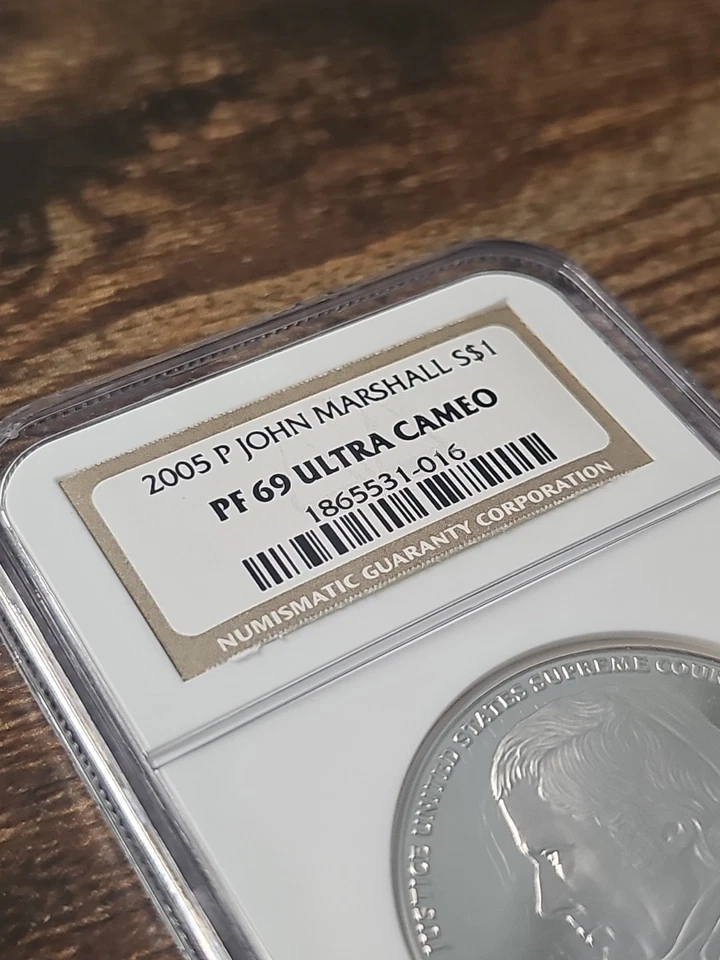 2005 P JOHN MARSHALL S$1
PF 69 ULTRA CAMEO
1865531-016
NUMISMATIC GUARANTY CORPORATION
JUSTICE UNITED STATES SUPREME COUR